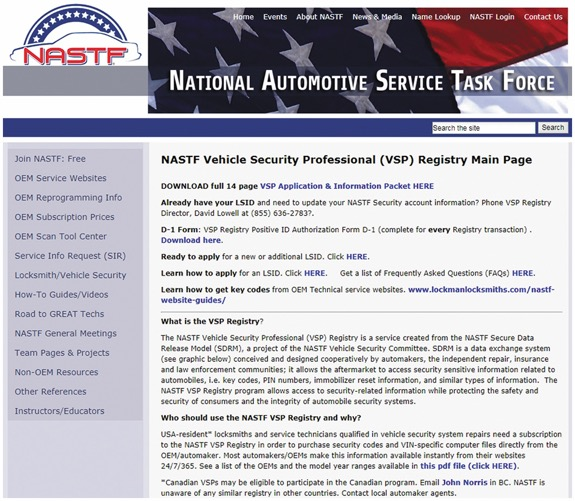 Home Events About NASTF News & Media Name Lookup NASTF Login Contact Us
NASTF
NATIONAL AUTOMOTIVE SERVICE TASK FORCE
Search the site Search
Join NASTF: Free
OEM Service Websites
OEM Reprogramming Info
OEM Subscription Prices
OEM Scan Tool Center
Service Info Request (SIR)
Locksmith/Vehicle Security
How-To Guides/Videos
Road to GREAT Techs
NASTF General Meetings
Team Pages & Projects
Non-OEM Resources
Other References
Instructors/Educators
NASTF Vehicle Security Professional (VSP) Registry Main Page
DOWNLOAD full 14 page VSP Application & Information Packet HERE
Already have your LSID and need to update your NASTF Security account information? Phone VSP Registry
Director, David Lowell at (855) 636-2783?.
D-1 Form: VSP Registry Positive ID Authorization Form D-1 (complete for every Registry transaction) .
Download here.
Ready to apply for a new or additional LSID. Click HERE.
Learn how to apply for an LSID. Click HERE. Get a list of Frequently Asked Questions (FAQs) HERE.
Learn how to get key codes from OEM Technical service websites. www.lockmanlocksmiths.com/nastf-
website-guides/
What is the VSP Registry?
The NASTF Vehicle Security Professional (VSP) Registry is a service created from the NASTF Secure Data
Release Model (SDRM), a project of the NASTF Vehicle Security Committee. SDRM is a data exchange system
(see graphic below) conceived and designed cooperatively by automakers, the independent repair, insurance
and law enforcement communities; it allows the aftermarket to access security sensitive information related to
automobiles, i.e. key codes, PIN numbers, immobilizer reset information, and similar types of information. The
NASTF VSP Registry program allows access to security-related information while protecting the safety and
security of consumers and the integrity of automobile security systems.
Who should use the NASTF VSP Registry and why?
USA-resident* locksmiths and service technicians qualified in vehicle security system repairs need a subscription
to the NASTF VSP Registry in order to purchase security codes and VIN-specific computer files directly from the
OEM/automaker. Most automakers/OEMs make this information available instantly from their websites
24/7/365. See a list of the OEMs and the model year ranges available in this pdf file (click HERE).
*Canadian VSPs may be eligible to participate in the Canadian program. Email John Norris in BC. NASTF is
unaware of any similar registry in other countries. Contact local automaker agents.